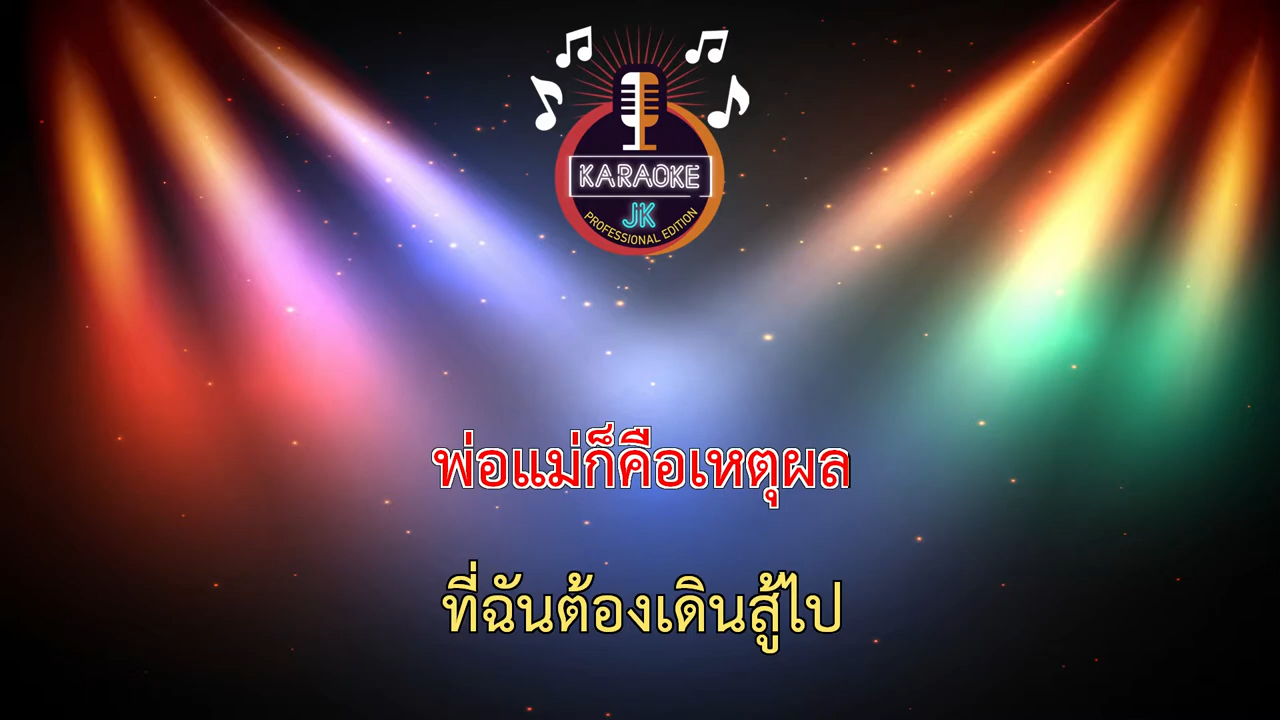 KARAOKE
JK
PROFESSIONAL EDITION
พ่อแม่ก็คือเหตุผล
ที่ฉันต้องเดินสู้ไป